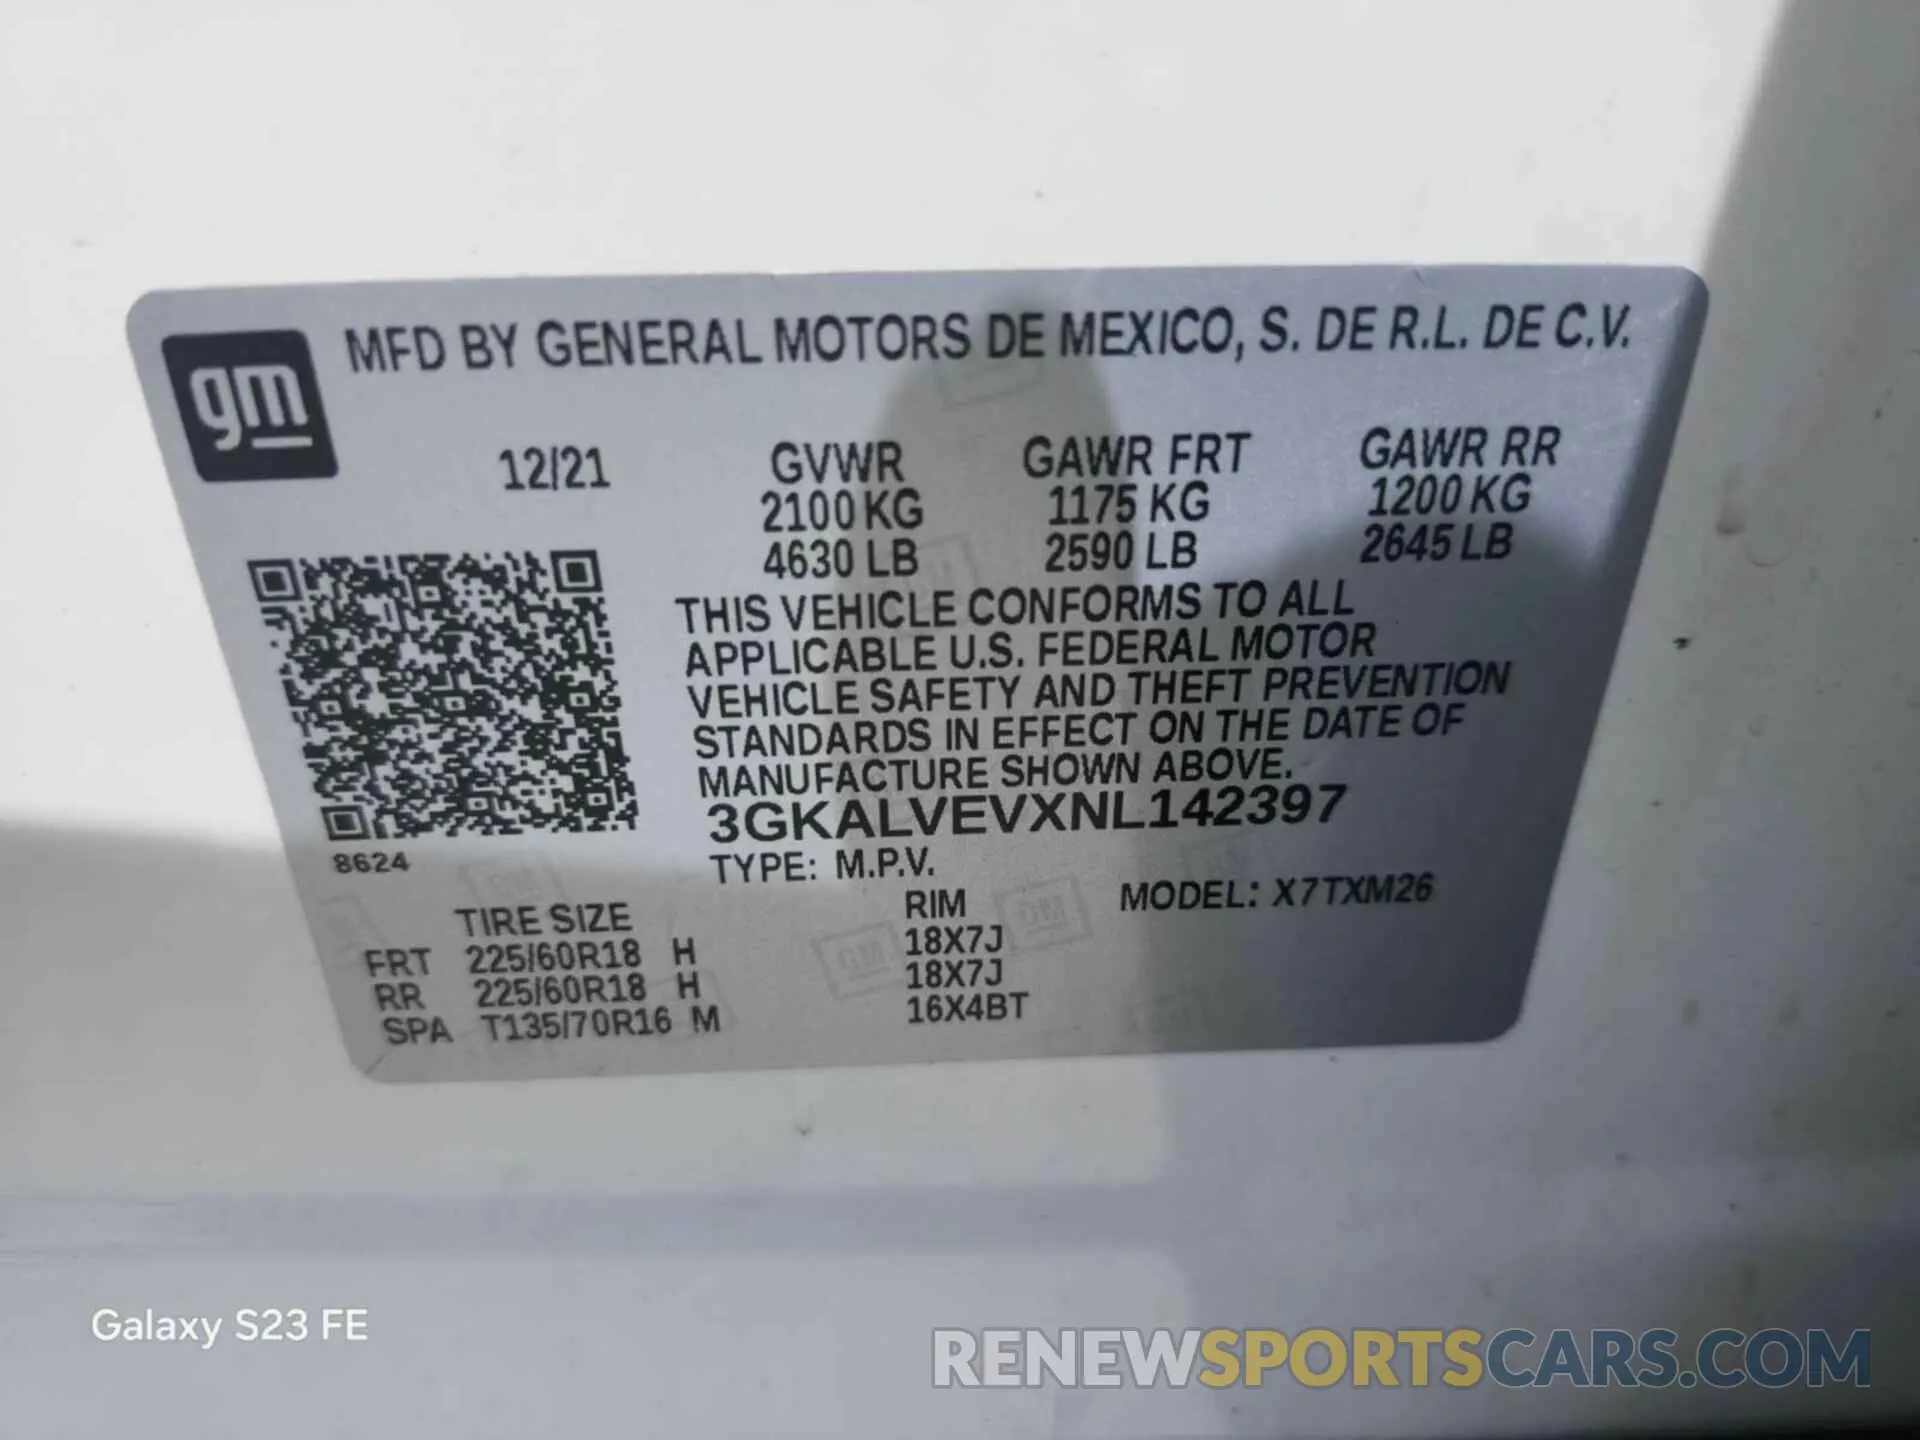 gm
MFD BY GENERAL MOTORS DE MEXICO, S. DE R.L. DE C.V.
12/21 GVWR GAWR FRT GAWR RR
2100 KG 1175 KG 1200 KG
4630 LB 2590 LB 2645 LB
THIS VEHICLE CONFORMS TO ALL
APPLICABLE U.S. FEDERAL MOTOR
VEHICLE SAFETY AND THEFT PREVENTION
STANDARDS IN EFFECT ON THE DATE OF
MANUFACTURE SHOWN ABOVE.
3GKALVEVXNL142397
8624
TYPE: M.P.V.
MODEL: X7TXM26
TIRE SIZE RIM
FRT 225/60R18 H 18X7J
RR 225/60R18 H 18X7J
SPA T135/70R16 M 16X4BT
Galaxy S23 FE
RENEWSPORTSCARS.COM